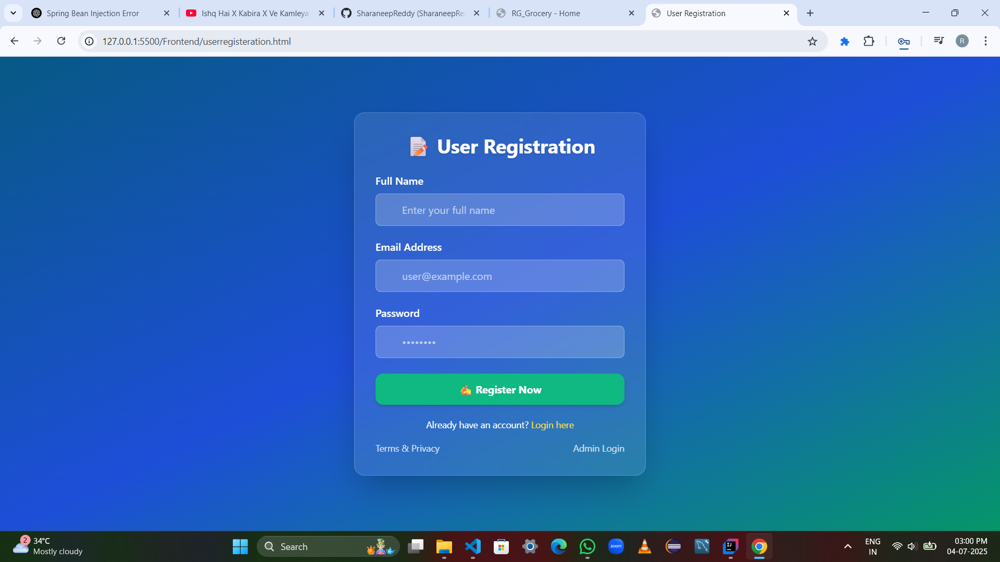 Spring Bean Injection Error
Ishq Hai X Kabira X Ve Kamleya
SharaneepReddy (SharaneepRe
RG_Grocery - Home
User Registration
127.0.0.1:5500/Frontend/userregisteration.html
R
User Registration
Full Name
Enter your full name
Email Address
user@example.com
Password
••••••••
Register Now
Already have an account? Login here
Terms & Privacy
Admin Login
2
34°C
Mostly cloudy
Search
zoom
IJ
ENG
IN
03:00 PM
04-07-2025